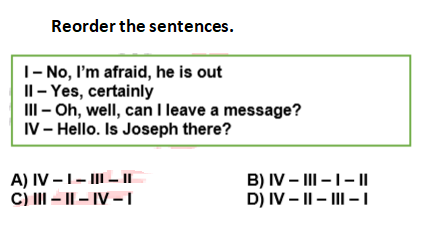 Reorder the sentences.
I – No, I'm afraid, he is out
II – Yes, certainly
III – Oh, well, can I leave a message?
IV – Hello. Is Joseph there?
A) IV – I – III – II
B) IV – III – I – II
C) III – II – IV – I
D) IV – II – III – I